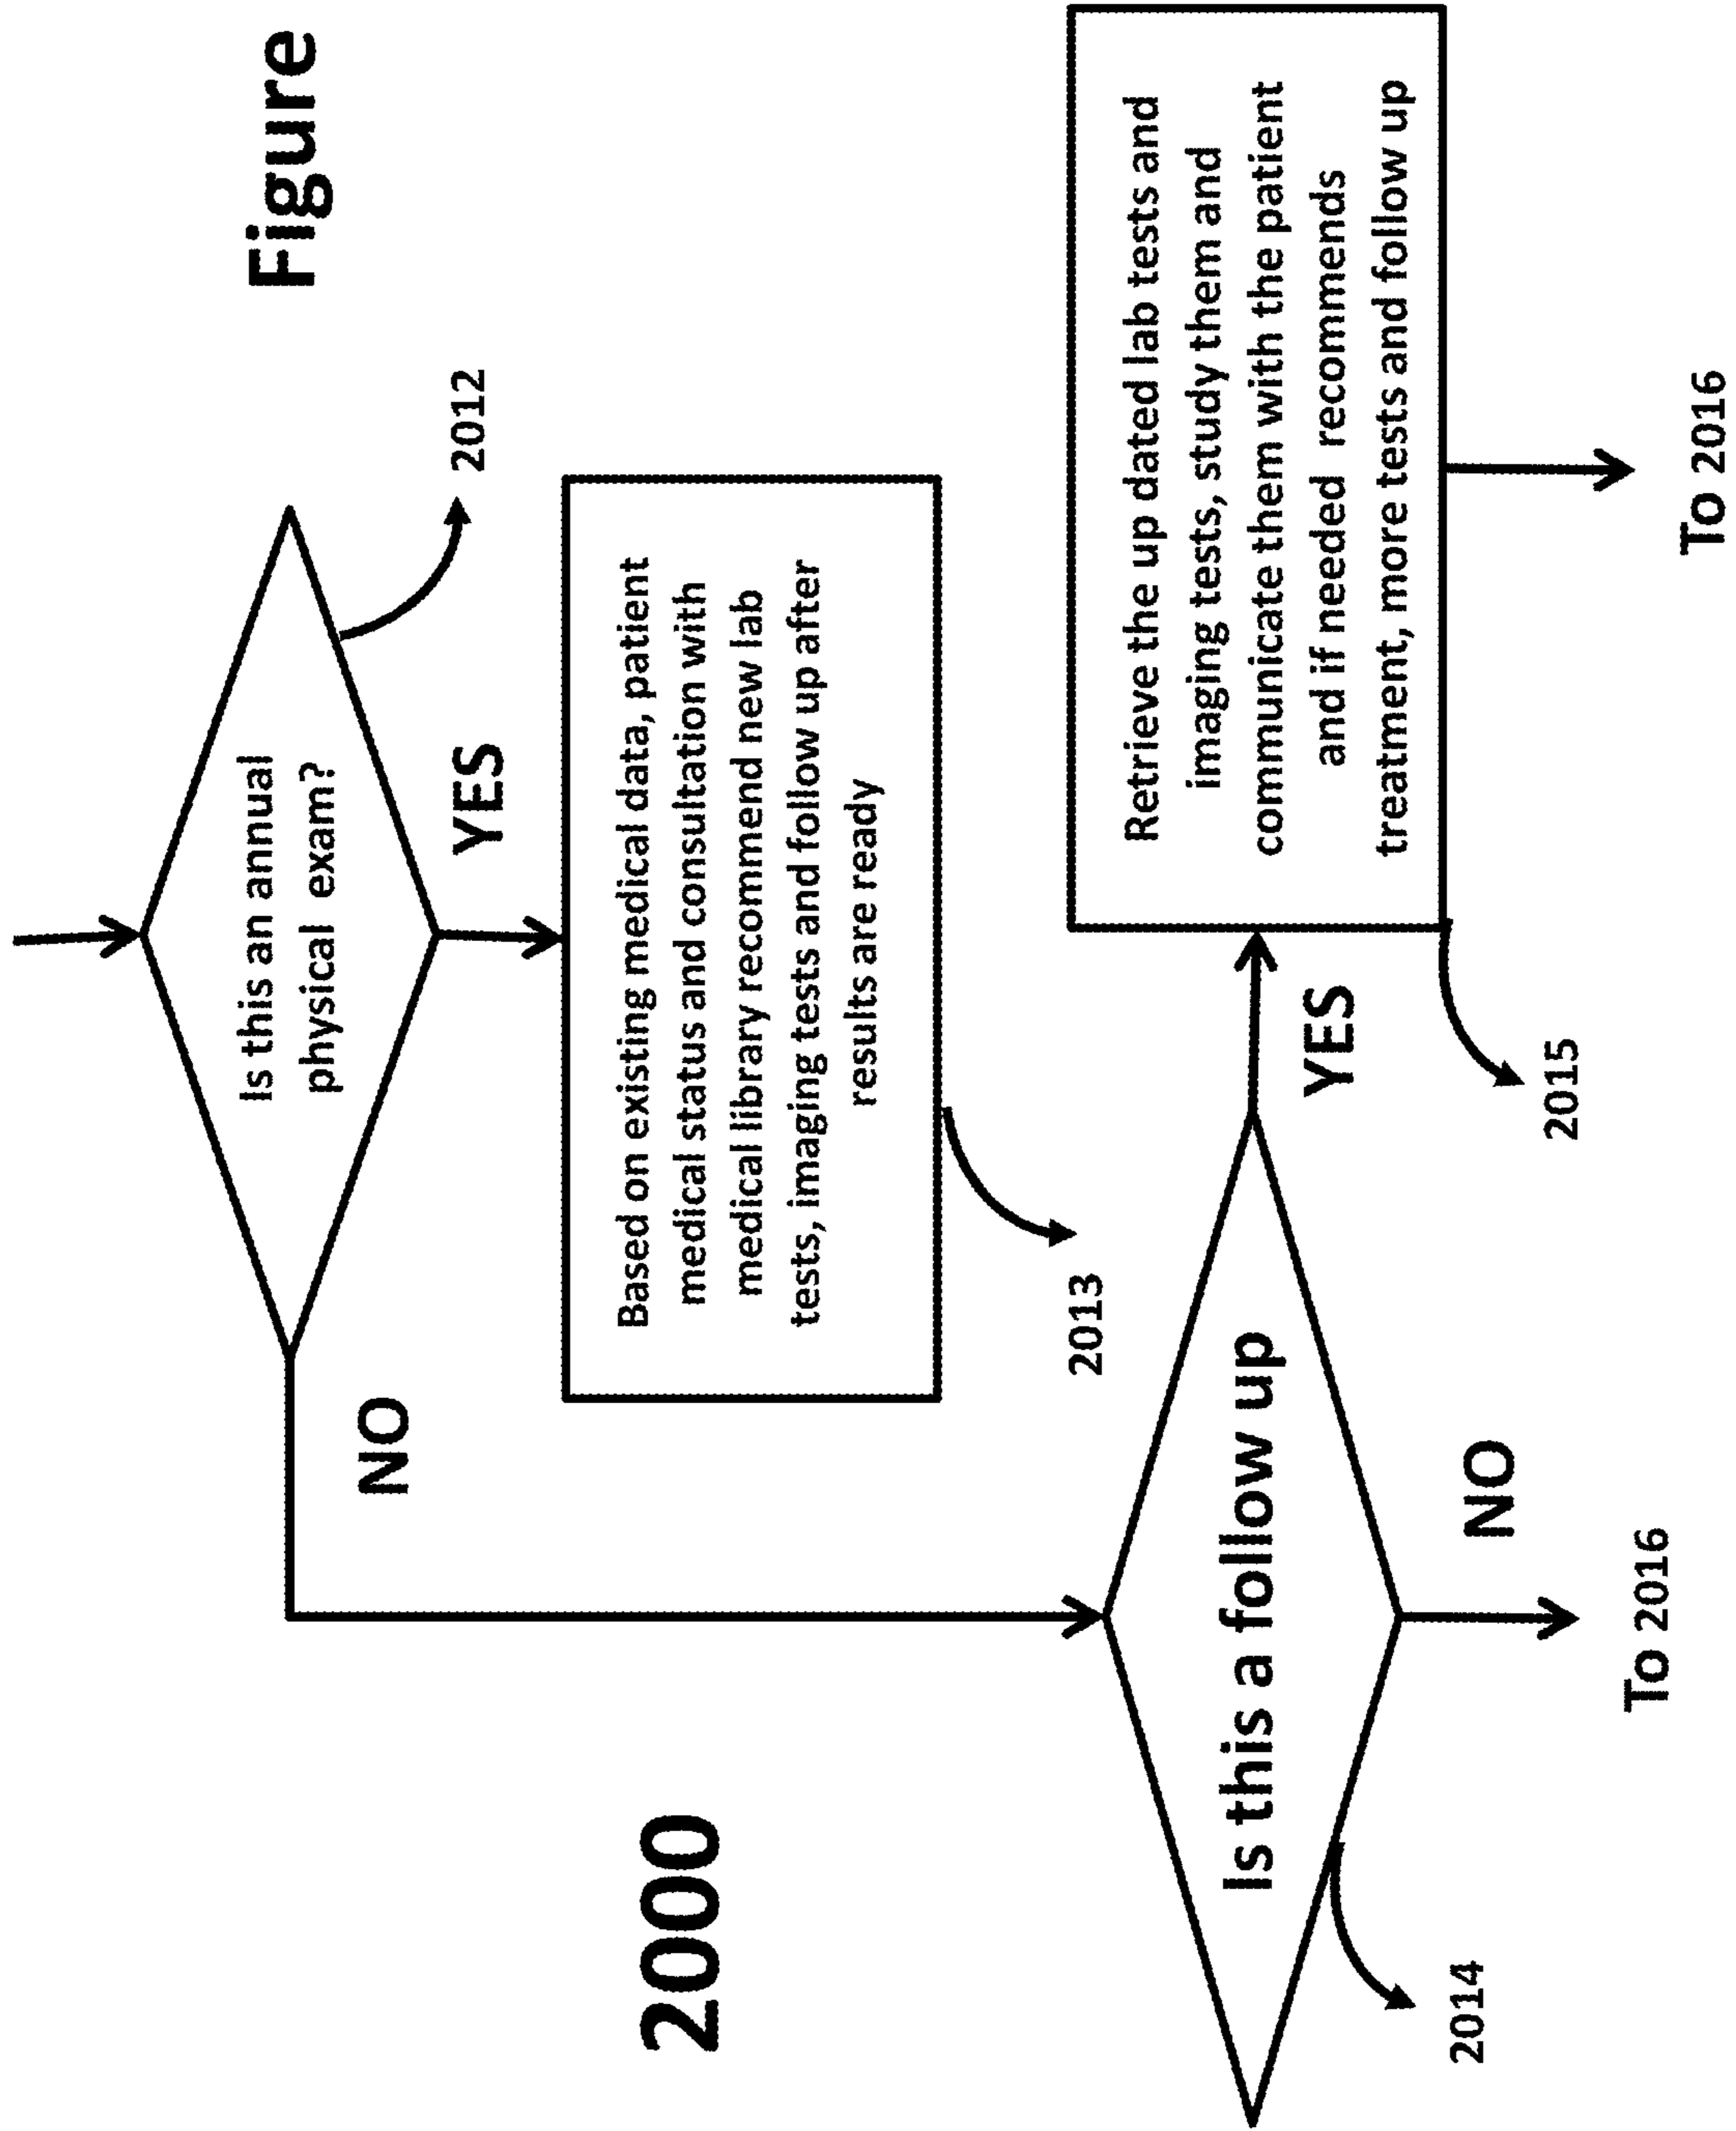 Figure
Is this an annual
physical exam?
NO
YES
2012
2000
Based on existing medical data, patient
medical status and consultation with
medical library recommend new lab
tests, imaging tests and follow up after
results are ready
2013
Is this a follow up
YES
Retrieve the up dated lab tests and
imaging tests, study them and
communicate them with the patient
and if needed recommends
treatment, more tests and follow up
2014
NO
2015
To 2016
To 2016